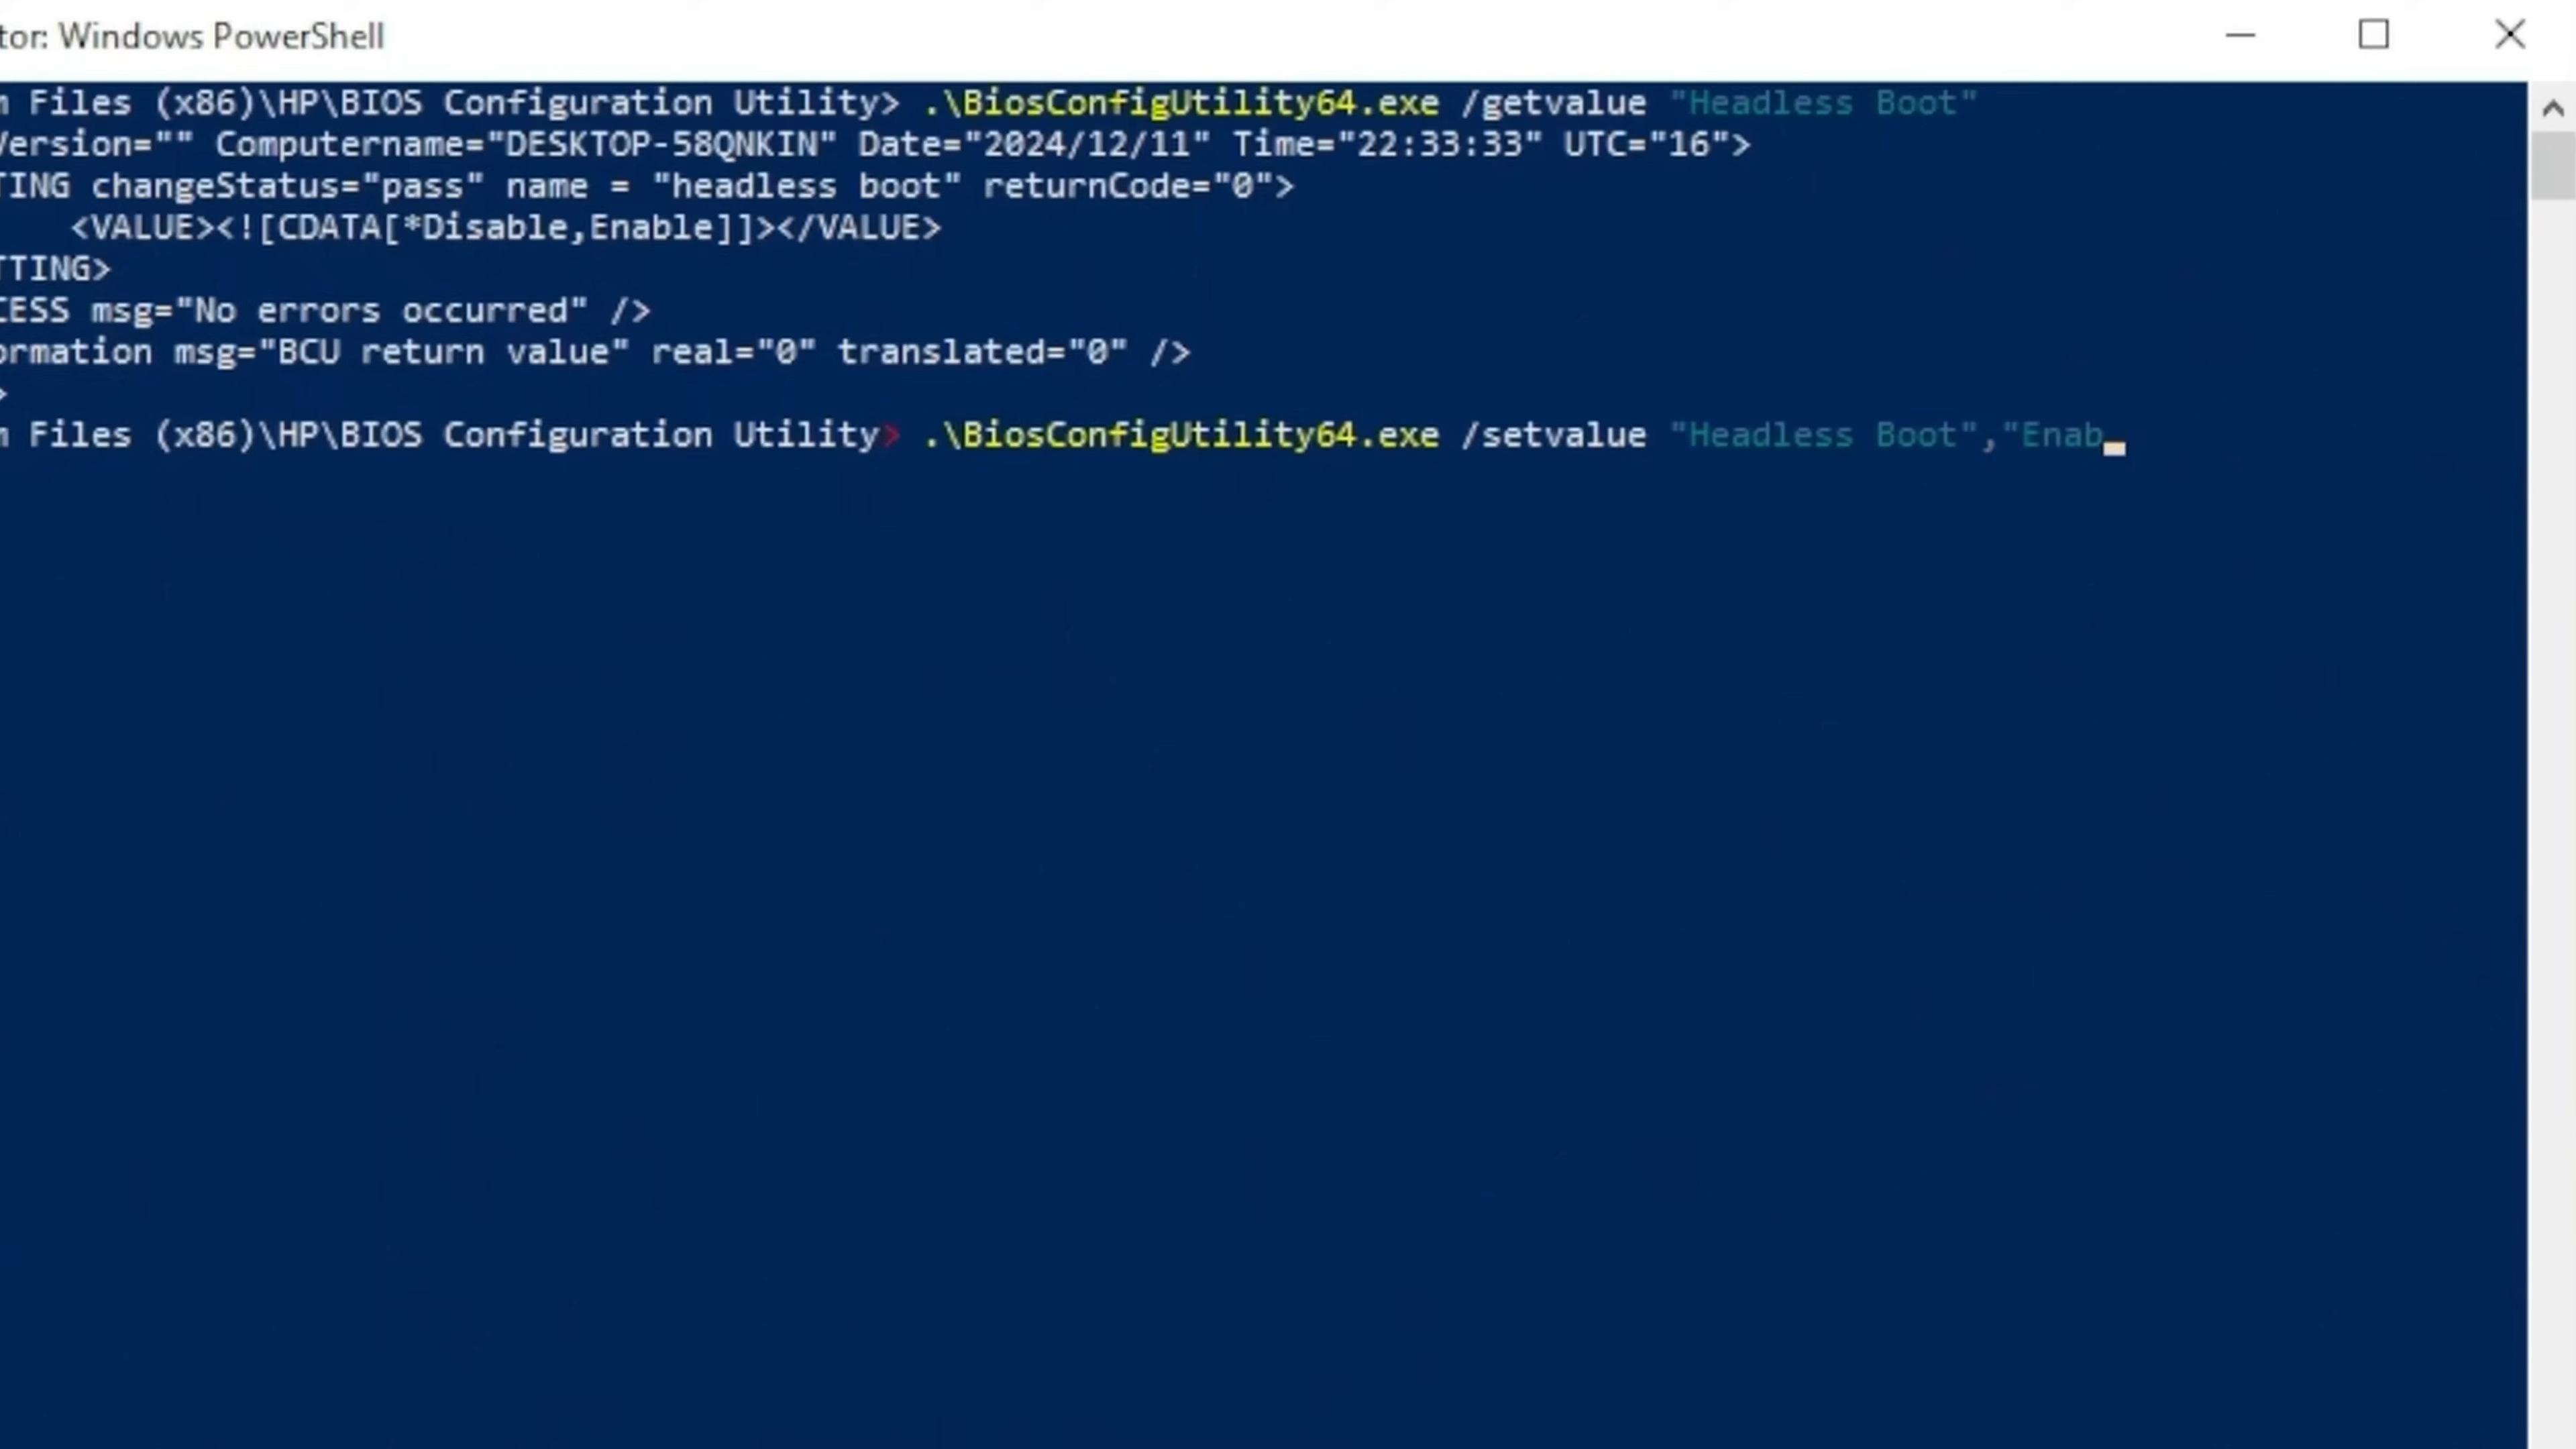 tor: Windows PowerShell
Files (x86)\HP\BIOS Configuration Utility> .\BiosConfigUtility64.exe /getvalue "Headless Boot"
Version="" Computername="DESKTOP-58QNKIN" Date="2024/12/11" Time="22:33:33" UTC="16">
TING changeStatus="pass" name = "headless boot" returnCode="0">
<VALUE><![CDATA[*Disable,Enable]]></VALUE>
TTING>
CESS msg="No errors occurred" />
ormation msg="BCU return value" real="0" translated="0" />
>
Files (x86)\HP\BIOS Configuration Utility> .\BiosConfigUtility64.exe /setvalue "Headless Boot","Enab